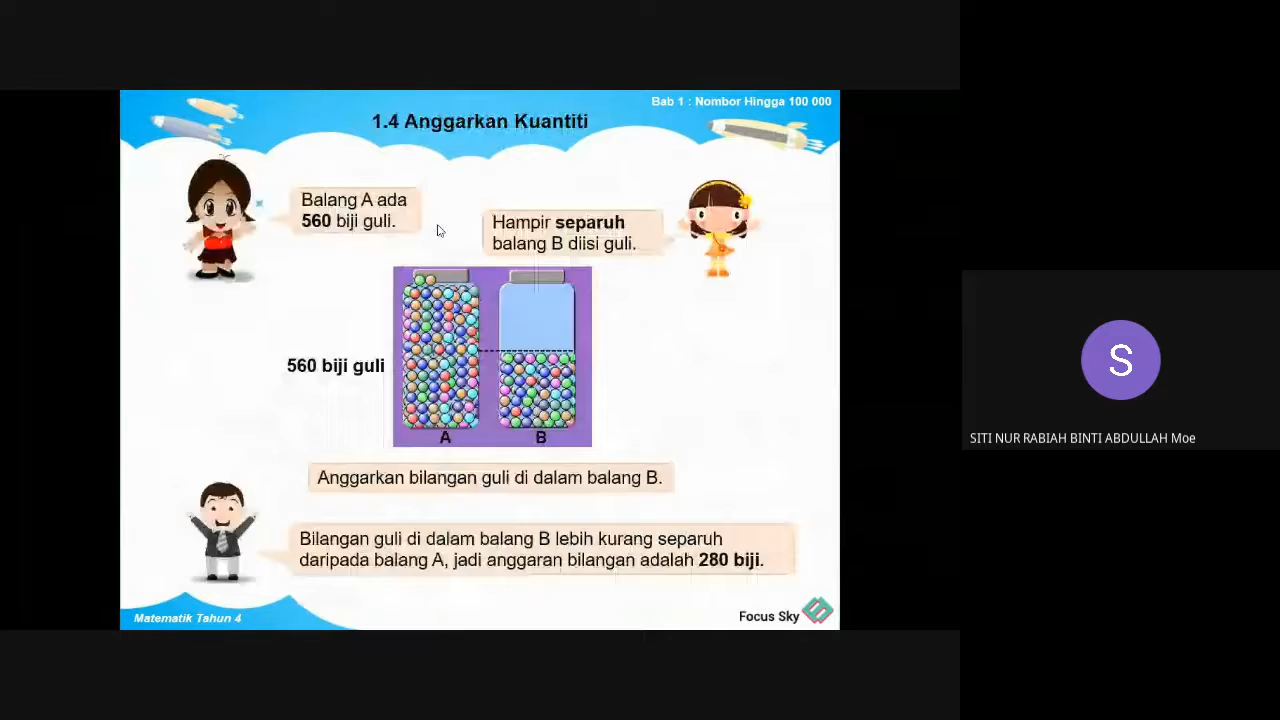 Bab 1 : Nombor Hingga 100 000
1.4 Anggarkan Kuantiti
Balang A ada
560 biji guli.
Hampir separuh
balang B diisi guli.
560 biji guli
A
B
Anggarkan bilangan guli di dalam balang B.
Bilangan guli di dalam balang B lebih kurang separuh
daripada balang A, jadi anggaran bilangan adalah 280 biji.
Matematik Tahun 4
Focus Sky
S
SITI NUR RABIAH BINTI ABDULLAH Moe